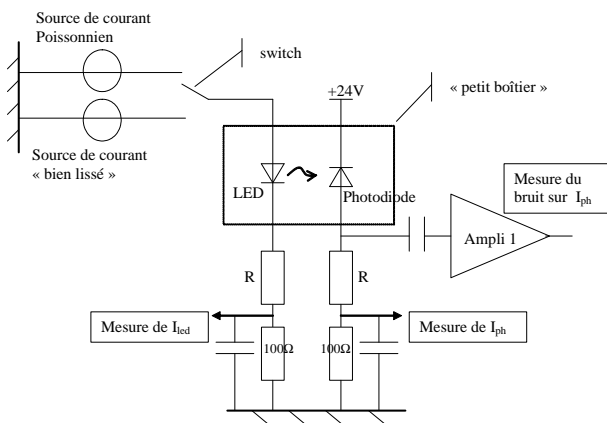 Source de courant
Poissonnien
switch
+24V
« petit boîtier »
Source de courant
« bien lissé »
LED
Photodiode
Mesure du
bruit sur Iph
Ampli 1
R
R
Mesure de Iled
100Ω
100Ω
Mesure de Iph